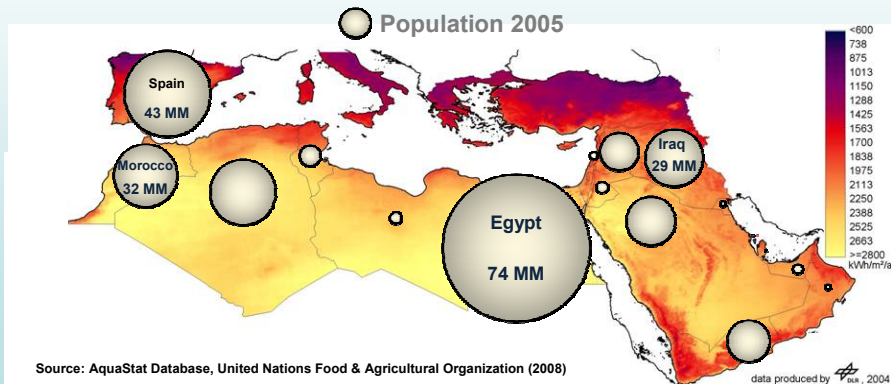 Population 2005
Spain
43 MM
Morocco
32 MM
Iraq
29 MM
Egypt
74 MM
<600
738
875
1013
1150
1288
1425
1563
1700
1838
1975
2113
2250
2388
2525
2663
>=2800
kWh/m²/a
Source: AquaStat Database, United Nations Food & Agricultural Organization (2008)
data produced by DLR, 2004